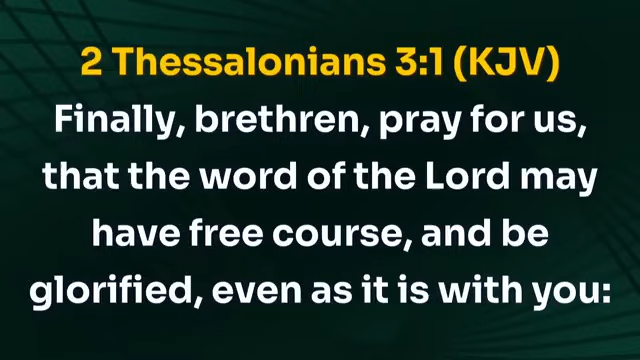 2 Thessalonians 3:1 (KJV)
Finally, brethren, pray for us,
that the word of the Lord may
have free course, and be
glorified, even as it is with you: